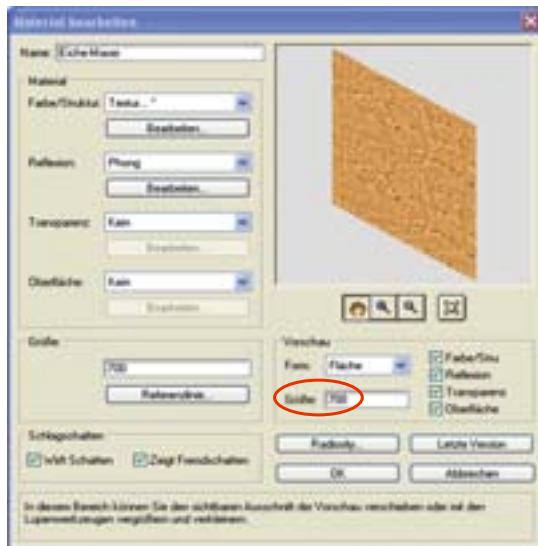 Material bearbeiten
Name: Eiche Massiv
Material
Farbe/Struktur: Textur... *
Bearbeiten...
Reflexion: Phong
Bearbeiten...
Transparenz: Kein
Bearbeiten...
Oberfläche: Kein
Bearbeiten...
Größe
700
Referenzlinie...
Schlagschatten
Wirft Schatten
Zeigt Fremdschatten
Vorschau
Form: Fläche
Größe: 700
Farbe/Stru
Reflexion
Transparenz
Oberfläche
Radiosity...
Letzte Version
OK
Abbrechen
In diesem Bereich können Sie den sichtbaren Ausschnitt der Vorschau verschieben oder mit den
Lupenwerkzeugen vergrößern und verkleinern.